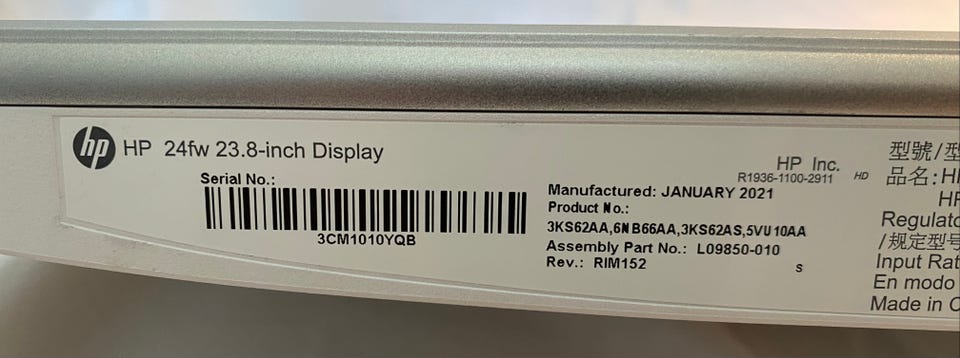 hp HP 24fw 23.8-inch Display
Serial No.:
3CM1010YQB
HP Inc.
R1936-1100-2911 HD
Manufactured: JANUARY 2021
Product No.:
3KS62AA,6NB66AA,3KS62AS,5VU10AA
Assembly Part No.: L09850-010
Rev.: RIM152
S
型號/型
品名:HP
HP
Regulato
/规定型号
Input Rat
En modo
Made in C